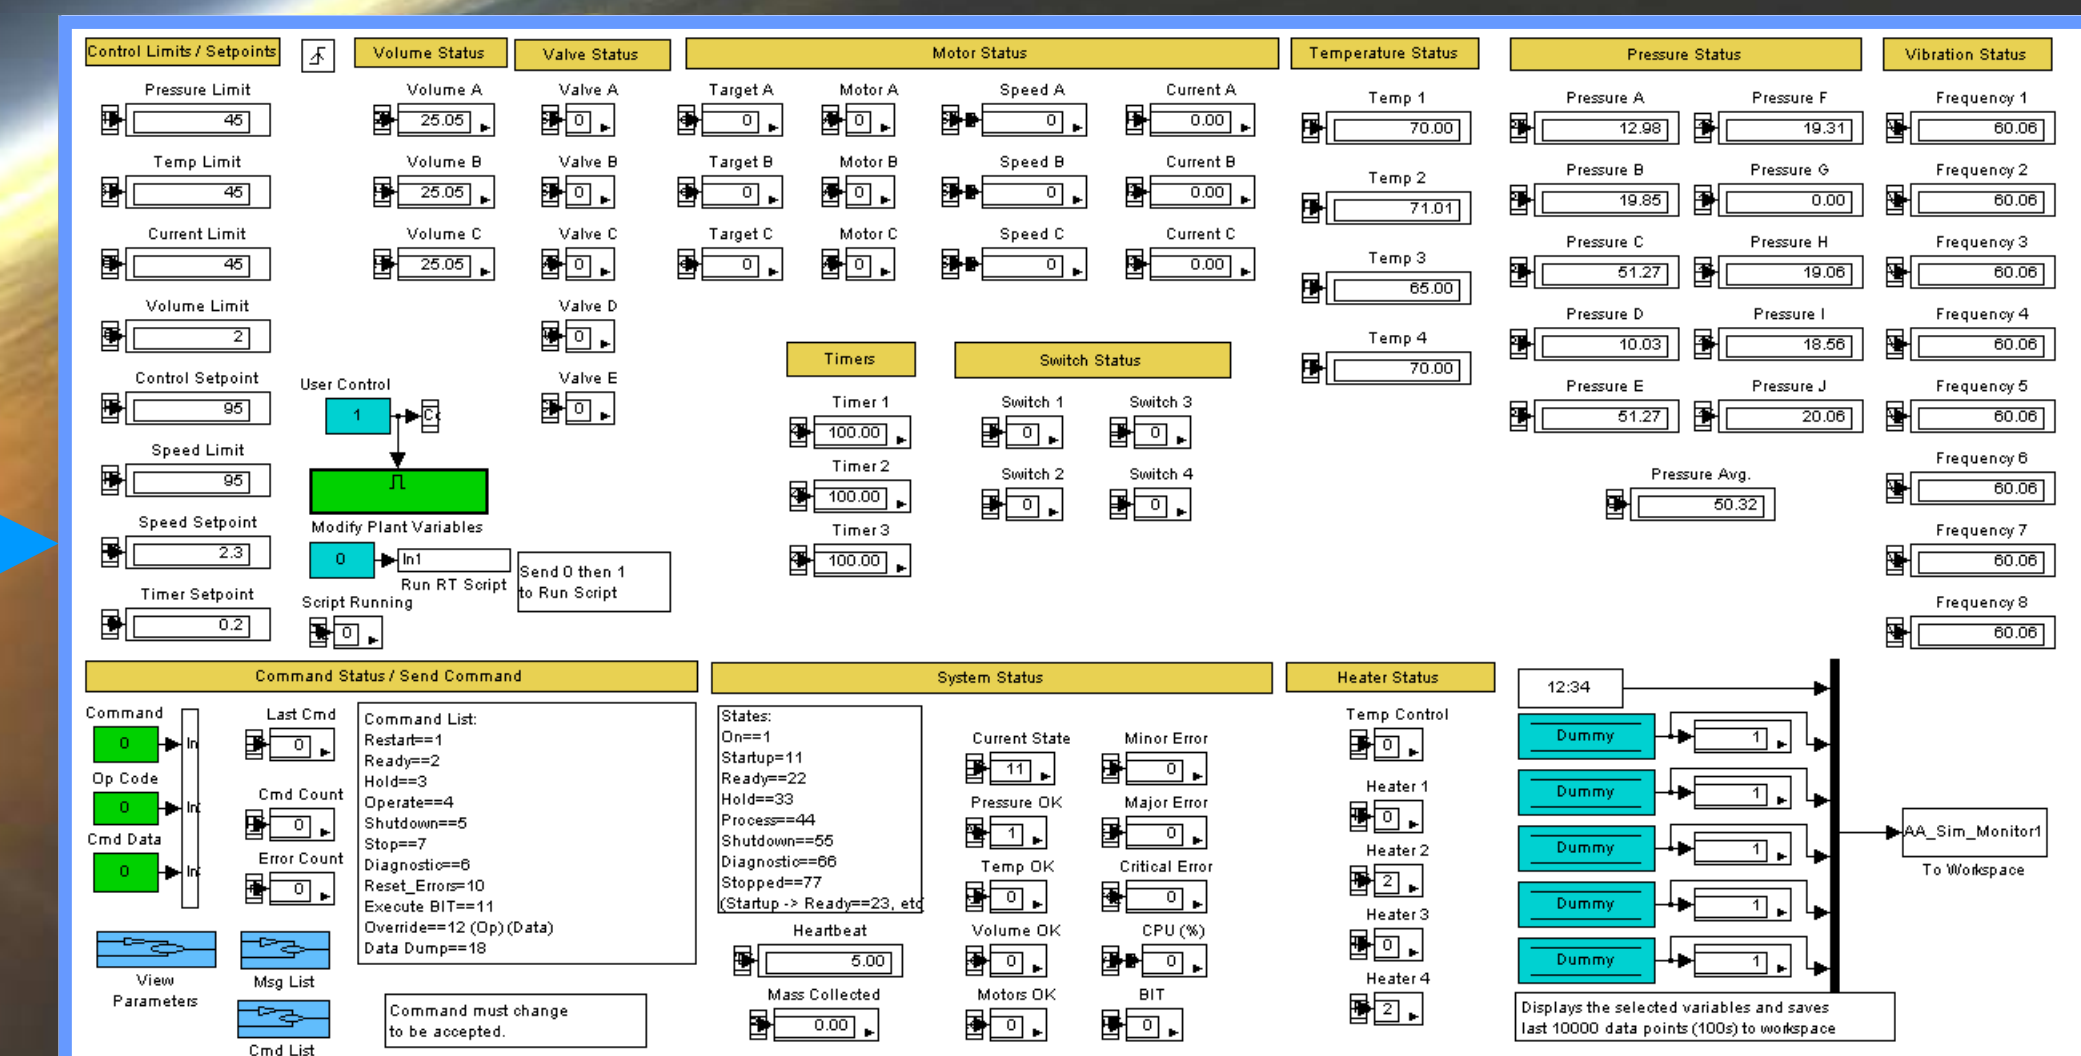 Control Limits / Setpoints
Pressure Limit
45
Temp Limit
45
Current Limit
45
Volume Limit
2
Control Setpoint
95
Speed Limit
95
Speed Setpoint
2.3
Timer Setpoint
0.2
User Control
1
Modify Plant Variables
0
In1
Run RT Script
Send 0 then 1
to Run Script
Script Running
0
Volume Status
Volume A
25.05
Volume B
25.05
Volume C
25.05
Valve Status
Valve A
0
Valve B
0
Valve C
0
Valve D
0
Valve E
0
Motor Status
Target A Motor A Speed A Current A
0 0 0 0.00
Target B Motor B Speed B Current B
0 0 0 0.00
Target C Motor C Speed C Current C
0 0 0 0.00
Timers
Timer 1
100.00
Timer 2
100.00
Timer 3
100.00
Switch Status
Switch 1 Switch 3
0 0
Switch 2 Switch 4
0 0
Temperature Status
Temp 1
70.00
Temp 2
71.01
Temp 3
65.00
Temp 4
70.00
Pressure Status
Pressure A Pressure F
12.98 19.31
Pressure B Pressure G
19.85 0.00
Pressure C Pressure H
51.27 19.06
Pressure D Pressure I
10.03 18.56
Pressure E Pressure J
51.27 20.06
Pressure Avg.
50.32
Vibration Status
Frequency 1
60.06
Frequency 2
60.06
Frequency 3
60.06
Frequency 4
60.06
Frequency 5
60.06
Frequency 6
60.06
Frequency 7
60.06
Frequency 8
60.06
Command Status / Send Command
Command
0
In
Op Code
0
In
Cmd Data
0
In
View
Parameters
Last Cmd
0
Cmd Count
0
Error Count
0
Msg List
Cmd List
Command List:
Restart==1
Ready==2
Hold==3
Operate==4
Shutdown==5
Stop==7
Diagnostic==6
Reset_Errors=10
Execute BIT==11
Override==12 (Op) (Data)
Data Dump==18
Command must change
to be accepted.
System Status
States:
On==1
Startup=11
Ready==22
Hold==33
Process==44
Shutdown==55
Diagnostic==66
Stopped==77
(Startup -> Ready==23, etc
Heartbeat
5.00
Mass Collected
0.00
Current State Minor Error
11 0
Pressure OK Major Error
1 0
Temp OK Critical Error
0 0
Volume OK CPU (%)
0 0
Motors OK BIT
0 0
Heater Status
Temp Control
0
Heater 1
0
Heater 2
2
Heater 3
0
Heater 4
2
12:34
Dummy 1
Dummy 1
Dummy 1
Dummy 1
Dummy 1
AA_Sim_Monitor1
To Workspace
Displays the selected variables and saves
last 10000 data points (100s) to workspace